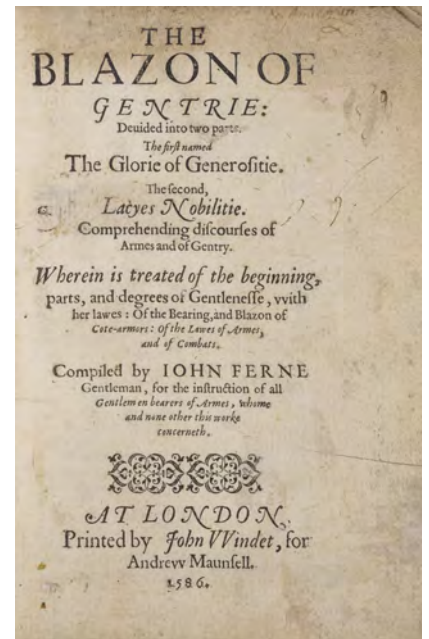 THE
BLAZON OF
GENTRIE:
Deuided into two parts.
The first named
The Glorie of Generositie.
The second,
Lacyes Nobilitie.
Comprehending discourses of
Armes and of Gentry.
Wherein is treated of the beginning,
parts, and degrees of Gentlenesse, vvith
her lawes: Of the Bearing, and Blazon of
Cote-armors: Of the Lawes of Armes,
and of Combats.
Compiled by IOHN FERNE
Gentleman, for the instruction of all
Gentlemen bearers of Armes, whome
and none other this worke
concerneth.
AT LONDON,
Printed by John VVindet, for
Andrevv Maunsell.
1586.